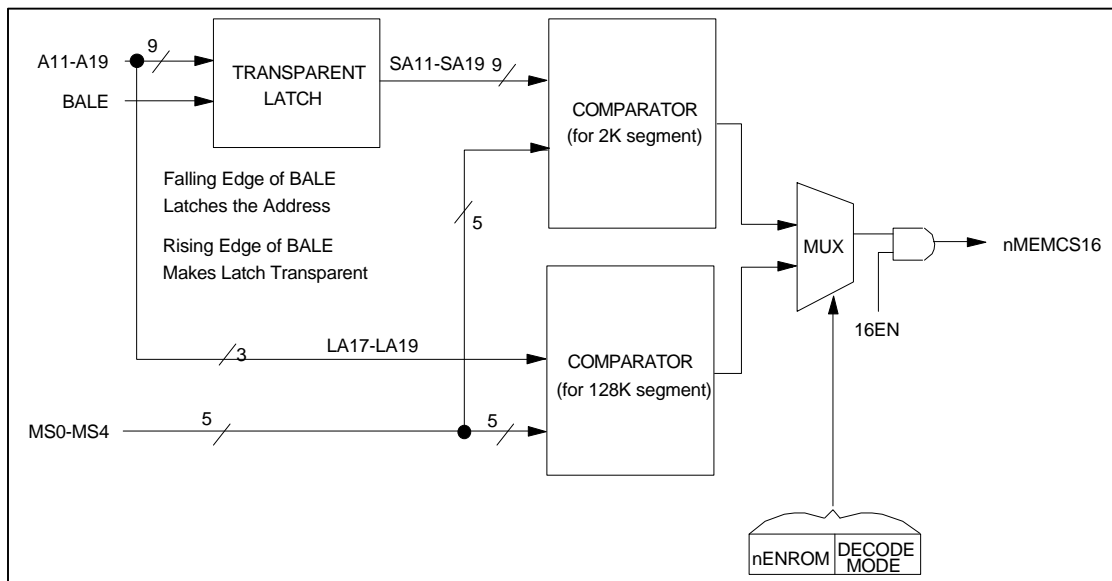 A11-A19
9
BALE
TRANSPARENT
LATCH
SA11-SA19
9
COMPARATOR
(for 2K segment)
Falling Edge of BALE
Latches the Address
Rising Edge of BALE
Makes Latch Transparent
5
MUX
nMEMCS16
16EN
3
LA17-LA19
COMPARATOR
(for 128K segment)
MS0-MS4
5
5
nENROM
DECODE
MODE